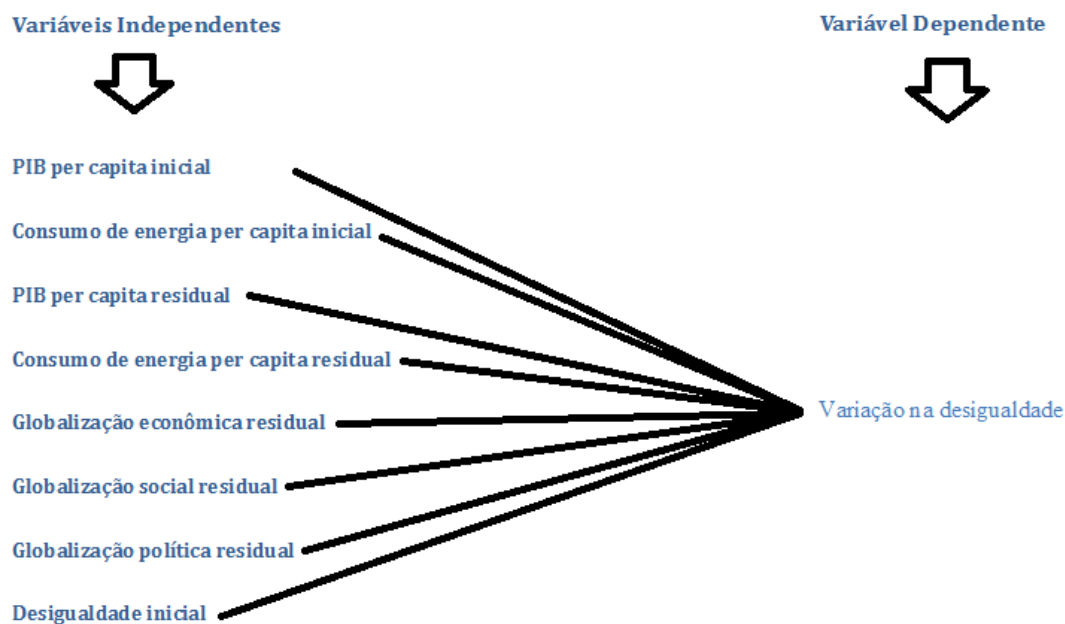 Variáveis Independentes
Variável Dependente
PIB per capita inicial
Consumo de energia per capita inicial
PIB per capita residual
Consumo de energia per capita residual
Globalização econômica residual
Variação na desigualdade
Globalização social residual
Globalização política residual
Desigualdade inicial